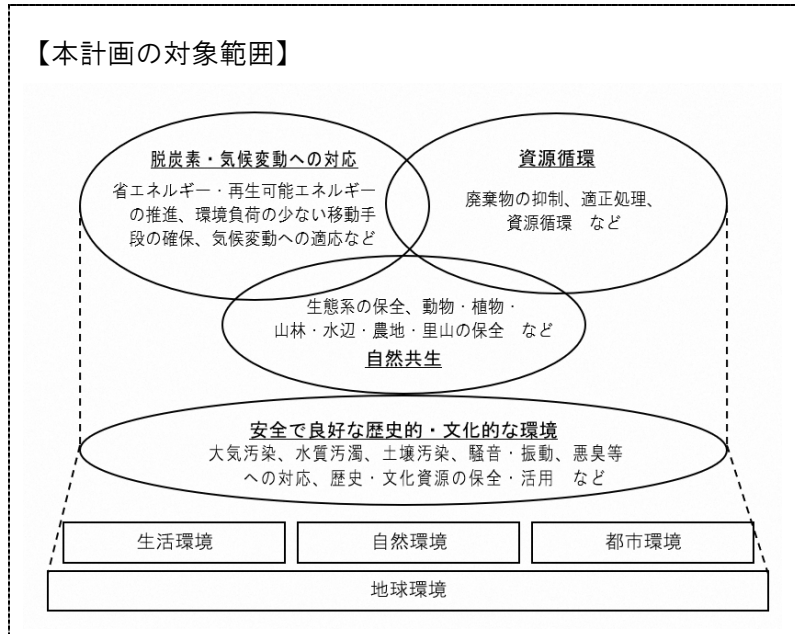 【本計画の対象範囲】
脱炭素・気候変動への対応
省エネルギー・再生可能エネルギー
の推進、環境負荷の少ない移動手
段の確保、気候変動への適応など
資源循環
廃棄物の抑制、適正処理、
資源循環　など
生態系の保全、動物・植物・
山林・水辺・農地・里山の保全　など
自然共生
安全で良好な歴史的・文化的な環境
大気汚染、水質汚濁、土壌汚染、騒音・振動、悪臭等
への対応、歴史・文化資源の保全・活用　など
生活環境
自然環境
都市環境
地球環境